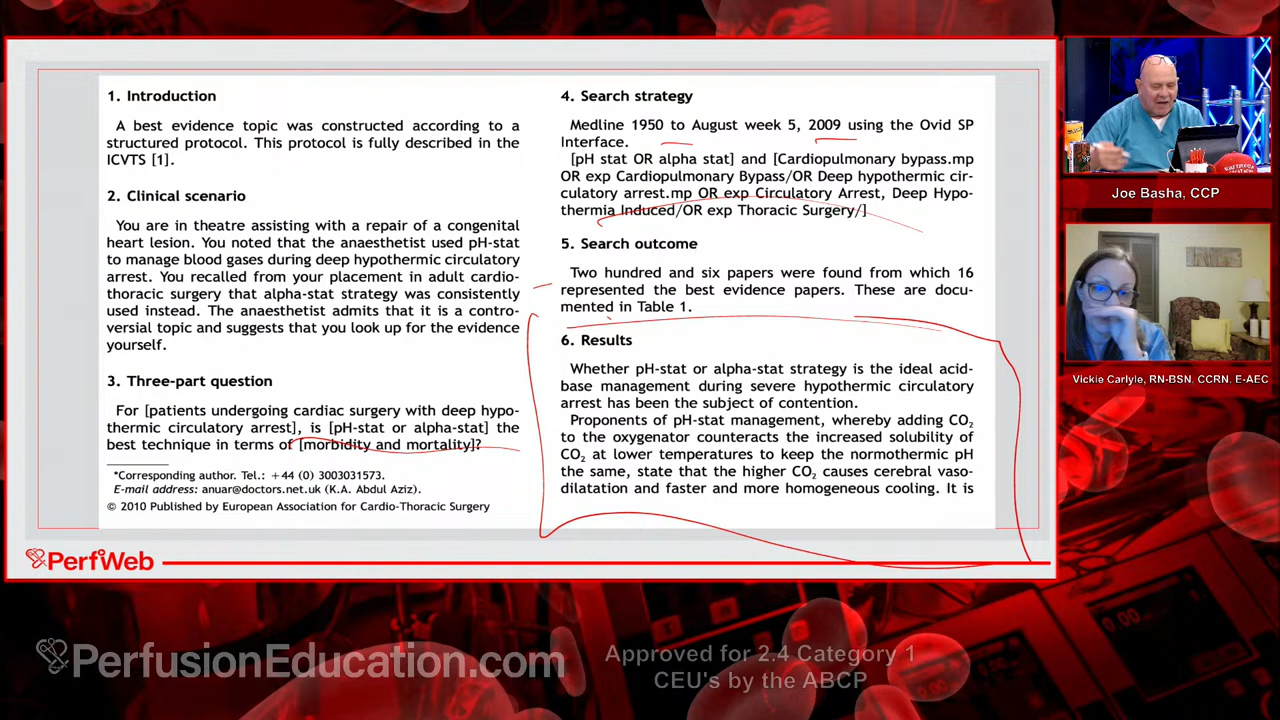 1. Introduction
A best evidence topic was constructed according to a
structured protocol. This protocol is fully described in the
ICVTS [1].
2. Clinical scenario
You are in theatre assisting with a repair of a congenital
heart lesion. You noted that the anaesthetist used pH-stat
to manage blood gases during deep hypothermic circulatory
arrest. You recalled from your placement in adult cardio-
thoracic surgery that alpha-stat strategy was consistently
used instead. The anaesthetist admits that it is a contro-
versial topic and suggests that you look up for the evidence
yourself.
3. Three-part question
For [patients undergoing cardiac surgery with deep hypo-
thermic circulatory arrest], is [pH-stat or alpha-stat] the
best technique in terms of [morbidity and mortality]?
*Corresponding author. Tel.: +44 (0) 3003031573.
E-mail address: anuar@doctors.net.uk (K.A. Abdul Aziz).
© 2010 Published by European Association for Cardio-Thoracic Surgery
4. Search strategy
Medline 1950 to August week 5, 2009 using the Ovid SP
Interface.
[pH stat OR alpha stat] and [Cardiopulmonary bypass.mp
OR exp Cardiopulmonary Bypass/OR Deep hypothermic cir-
culatory arrest.mp OR exp Circulatory Arrest, Deep Hypo-
thermia Induced/OR exp Thoracic Surgery/]
5. Search outcome
Two hundred and six papers were found from which 16
represented the best evidence papers. These are docu-
mented in Table 1.
6. Results
Whether pH-stat or alpha-stat strategy is the ideal acid-
base management during severe hypothermic circulatory
arrest has been the subject of contention.
Proponents of pH-stat management, whereby adding CO₂
to the oxygenator counteracts the increased solubility of
CO₂ at lower temperatures to keep the normothermic pH
the same, state that the higher CO₂ causes cerebral vaso-
dilatation and faster and more homogeneous cooling. It is
PerfWeb
Joe Basha, CCP
Vickie Carlyle, RN-BSN, CCRN, E-AEC
PerfusionEducation.com
Approved for 2.4 Category 1
CEU's by the ABCP